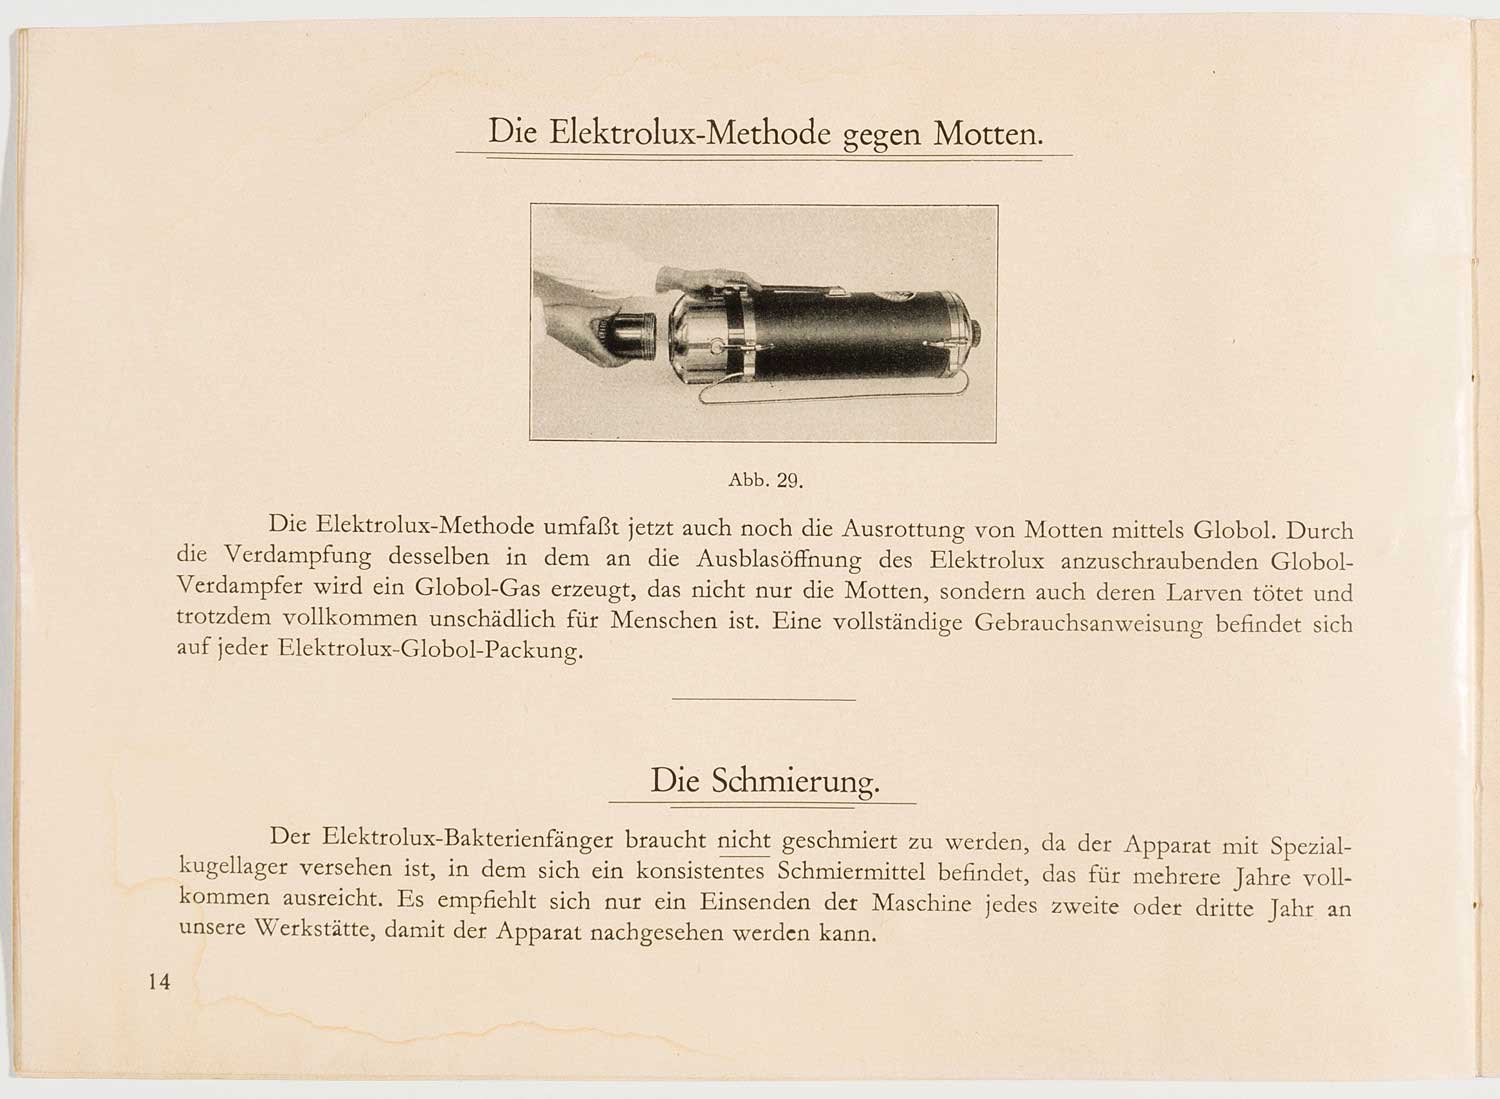 Die Elektrolux-Methode gegen Motten.
Abb. 29.
Die Elektrolux-Methode umfaßt jetzt auch noch die Ausrottung von Motten mittels Globol. Durch
die Verdampfung desselben in dem an die Ausblasöffnung des Elektrolux anzuschraubenden Globol-
Verdampfer wird ein Globol-Gas erzeugt, das nicht nur die Motten, sondern auch deren Larven tötet und
trotzdem vollkommen unschädlich für Menschen ist. Eine vollständige Gebrauchsanweisung befindet sich
auf jeder Elektrolux-Globol-Packung.
Die Schmierung.
Der Elektrolux-Bakterienfänger braucht nicht geschmiert zu werden, da der Apparat mit Spezial-
kugellager versehen ist, in dem sich ein konsistentes Schmiermittel befindet, das für mehrere Jahre voll-
kommen ausreicht. Es empfiehlt sich nur ein Einsenden der Maschine jedes zweite oder dritte Jahr an
unsere Werkstätte, damit der Apparat nachgesehen werden kann.
14